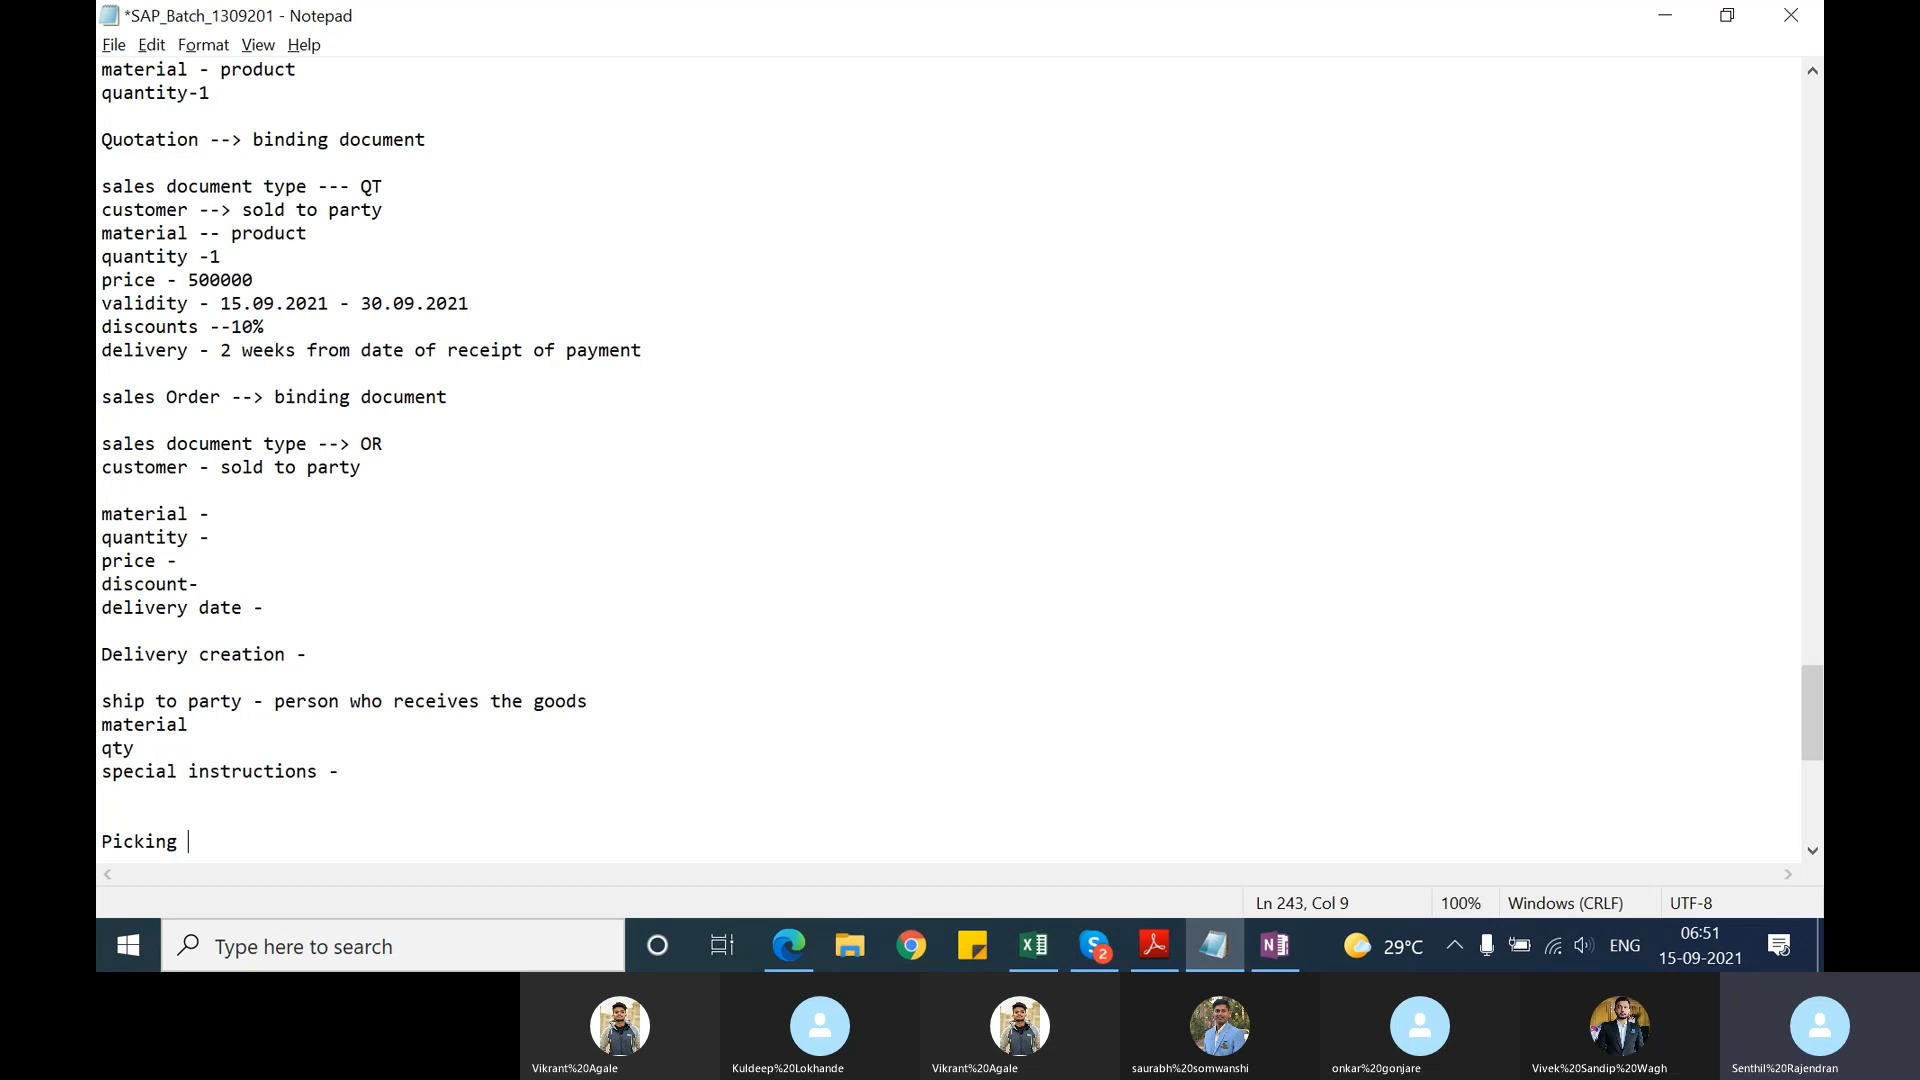 *SAP_Batch_1309201 - Notepad
File Edit Format View Help
material - product
quantity-1
Quotation --> binding document
sales document type --- QT
customer --> sold to party
material -- product
quantity -1
price - 500000
validity - 15.09.2021 - 30.09.2021
discounts --10%
delivery - 2 weeks from date of receipt of payment
sales Order --> binding document
sales document type --> OR
customer - sold to party
material -
quantity -
price -
discount-
delivery date -
Delivery creation -
ship to party - person who receives the goods
material
qty
special instructions -
Picking
Ln 243, Col 9 100% Windows (CRLF) UTF-8
Type here to search 2 29°C ENG 06:51
15-09-2021
Vikrant%20Agale Kuldeep%20Lokhande Vikrant%20Agale saurabh%20somwanshi onkar%20gonjare Vivek%20Sandip%20Wagh Senthil%20Rajendran